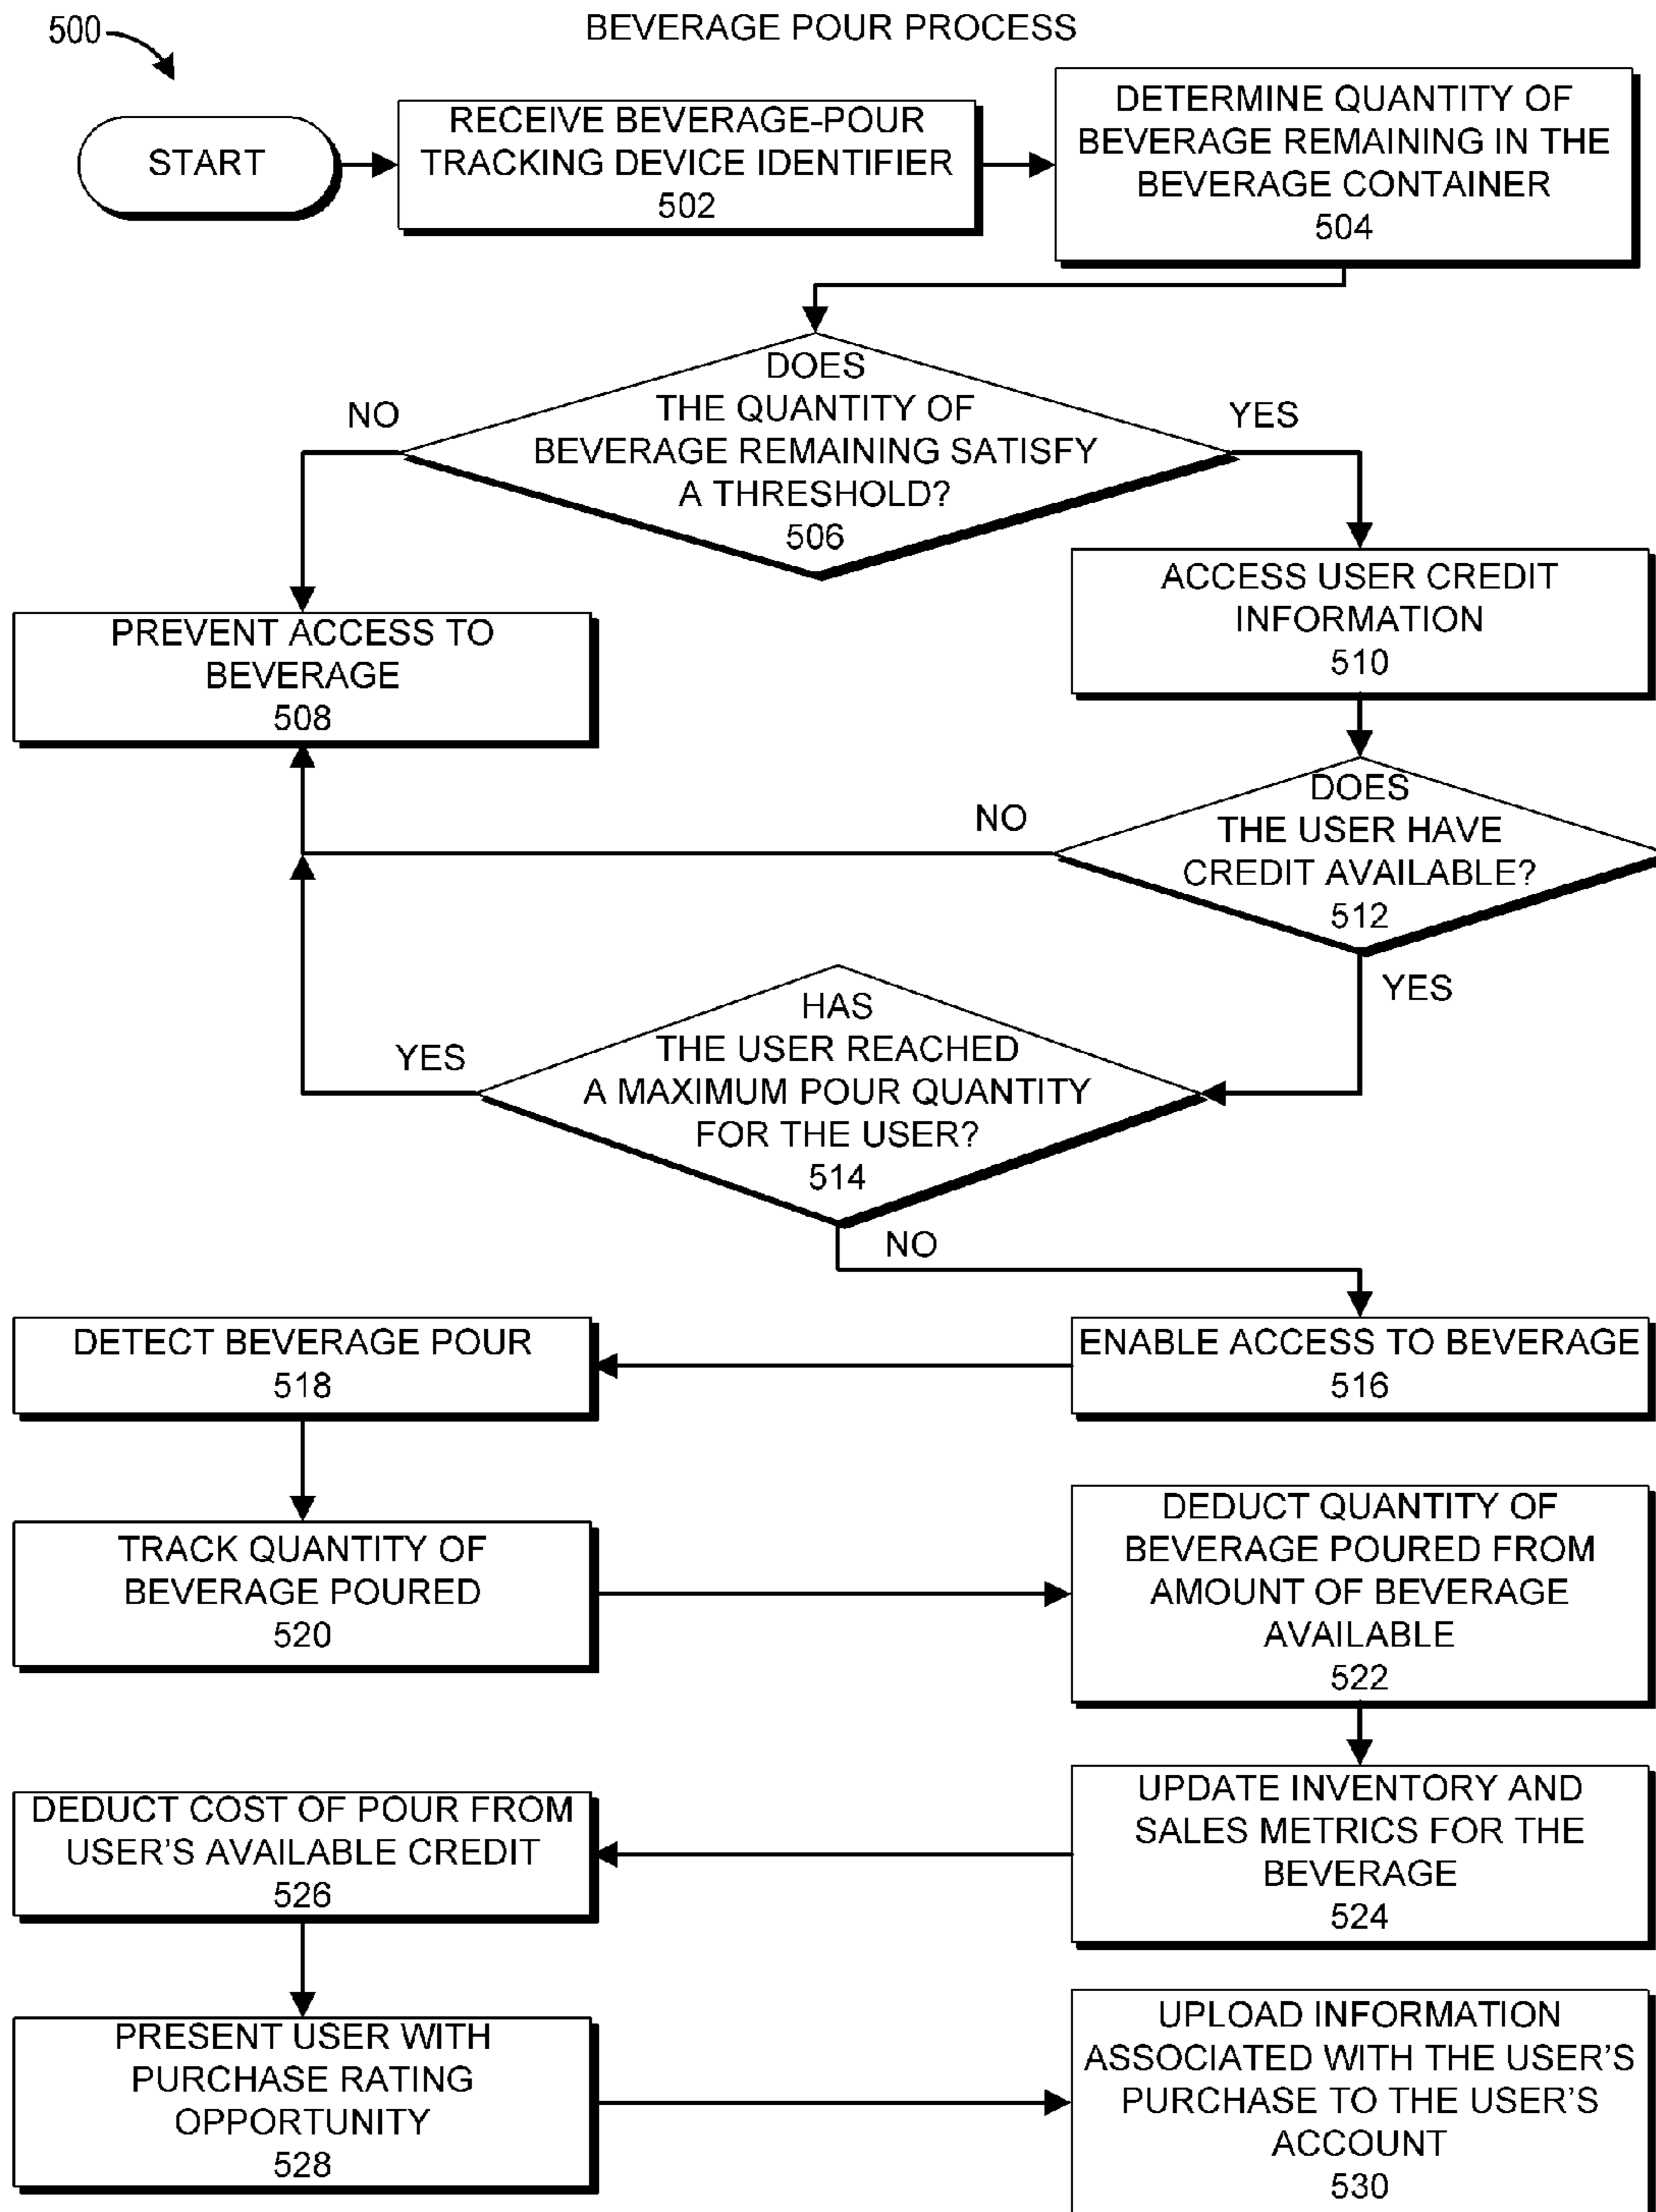 500
BEVERAGE POUR PROCESS
START
RECEIVE BEVERAGE-POUR
TRACKING DEVICE IDENTIFIER
502
DETERMINE QUANTITY OF
BEVERAGE REMAINING IN THE
BEVERAGE CONTAINER
504
DOES
THE QUANTITY OF
BEVERAGE REMAINING SATISFY
A THRESHOLD?
506
NO
YES
PREVENT ACCESS TO
BEVERAGE
508
ACCESS USER CREDIT
INFORMATION
510
DOES
THE USER HAVE
CREDIT AVAILABLE?
512
NO
YES
HAS
THE USER REACHED
A MAXIMUM POUR QUANTITY
FOR THE USER?
514
YES
NO
ENABLE ACCESS TO BEVERAGE
516
DETECT BEVERAGE POUR
518
TRACK QUANTITY OF
BEVERAGE POURED
520
DEDUCT QUANTITY OF
BEVERAGE POURED FROM
AMOUNT OF BEVERAGE
AVAILABLE
522
UPDATE INVENTORY AND
SALES METRICS FOR THE
BEVERAGE
524
DEDUCT COST OF POUR FROM
USER'S AVAILABLE CREDIT
526
PRESENT USER WITH
PURCHASE RATING
OPPORTUNITY
528
UPLOAD INFORMATION
ASSOCIATED WITH THE USER'S
PURCHASE TO THE USER'S
ACCOUNT
530